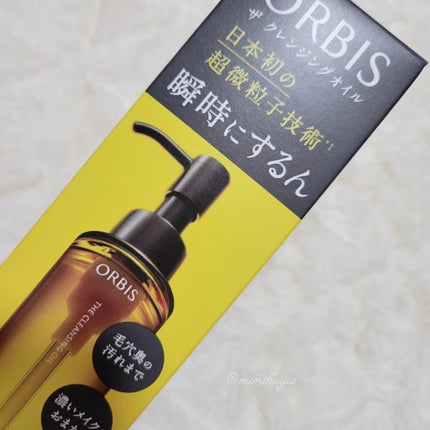 ORBIS
ザ クレンジングオイル
日本初の
超微粒子技術*1
瞬時にするん
ORBIS
THE CLEANSING OIL
毛穴奥の
汚れまで
濃いメイク
@mimibujio